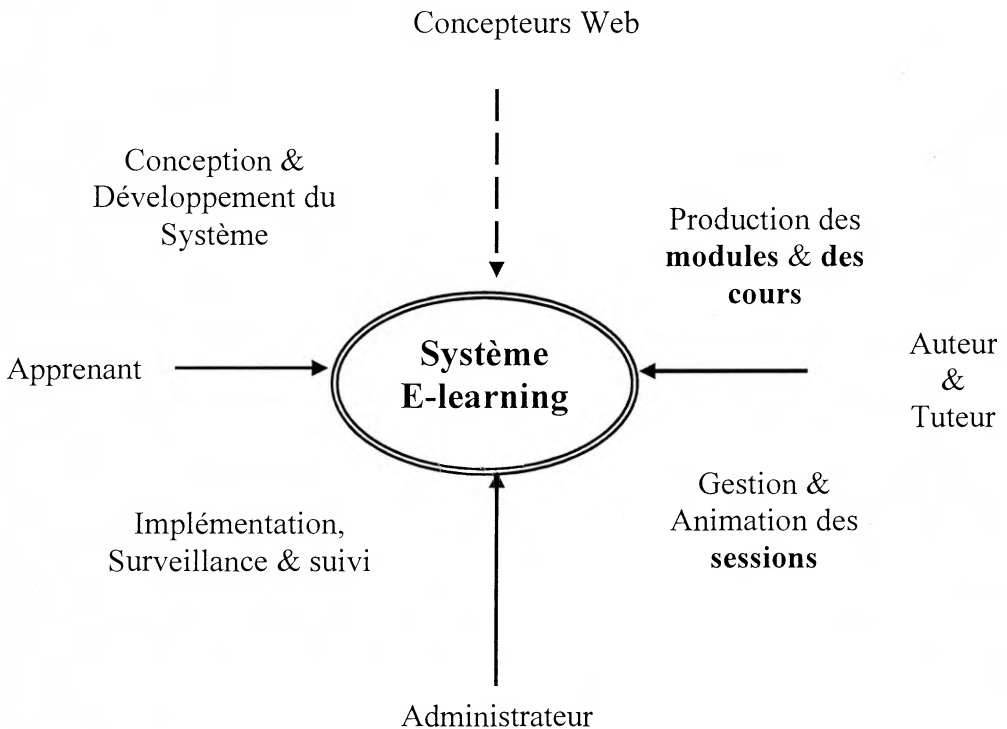 Concepteurs Web
Conception &
Développement du
Système
Production des
modules & des
cours
Apprenant
Système
E-learning
Auteur
&
Tuteur
Implémentation,
Surveillance & suivi
Gestion &
Animation des
sessions
Administrateur